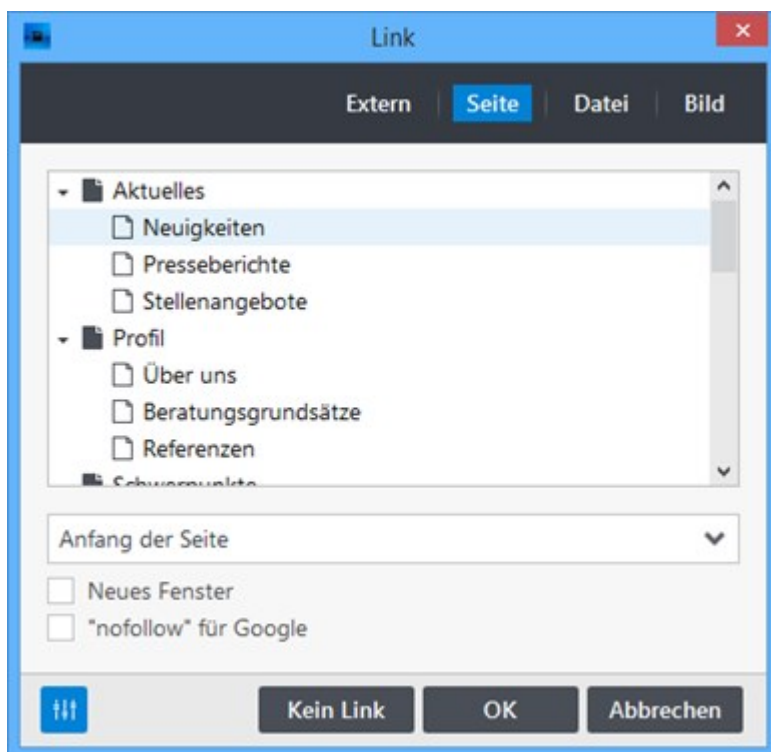 Link
Extern Seite Datei Bild
Aktuelles
Neuigkeiten
Presseberichte
Stellenangebote
Profil
Über uns
Beratungsgrundsätze
Referenzen
Schwerpunkte
Anfang der Seite
Neues Fenster
"nofollow" für Google
Kein Link OK Abbrechen